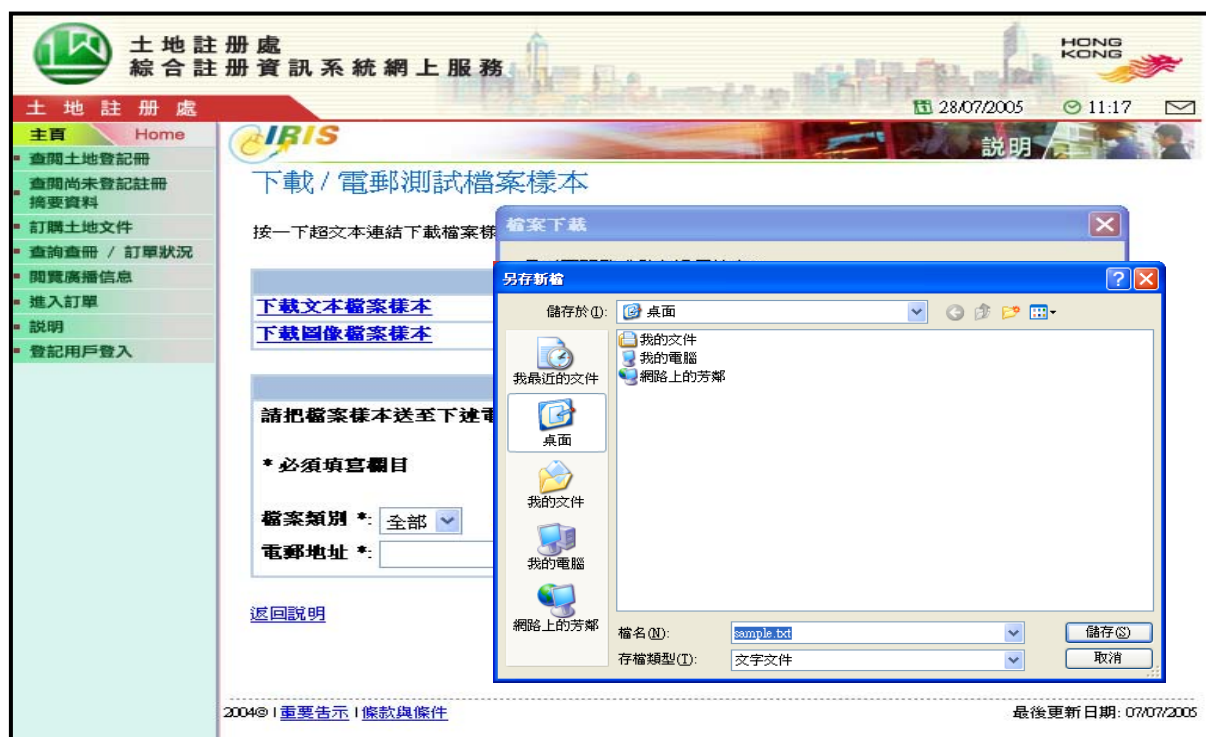 土地註冊處
綜合註冊資訊系統網上服務
HONG
KONG
土地註冊處
28/07/2005
11:17
主頁
Home
查閱土地登記冊
查閱尚未登記註冊
摘要資料
訂購土地文件
查詢查冊 / 訂單狀況
閱覽廣播信息
進入訂單
説明
登記用戶登入
IRIS
説明
下載 / 電郵測試檔案樣本
按一下超文本連結下載檔案樣
下載文本檔案樣本
下載圖像檔案樣本
請把檔案樣本送至下述電
* 必須填寫欄目
檔案類別 *: 全部
電郵地址 *:
返回説明
檔案下載
另存新檔
儲存於(I): 桌面
我最近的文件
桌面
我的文件
我的電腦
網路上的芳鄰
我的文件
我的電腦
網路上的芳鄰
檔名(N): sample.txt 儲存(S)
存檔類型(T): 文字文件 取消
2004© | 重要告示 | 條款與條件
最後更新日期: 07/07/2005